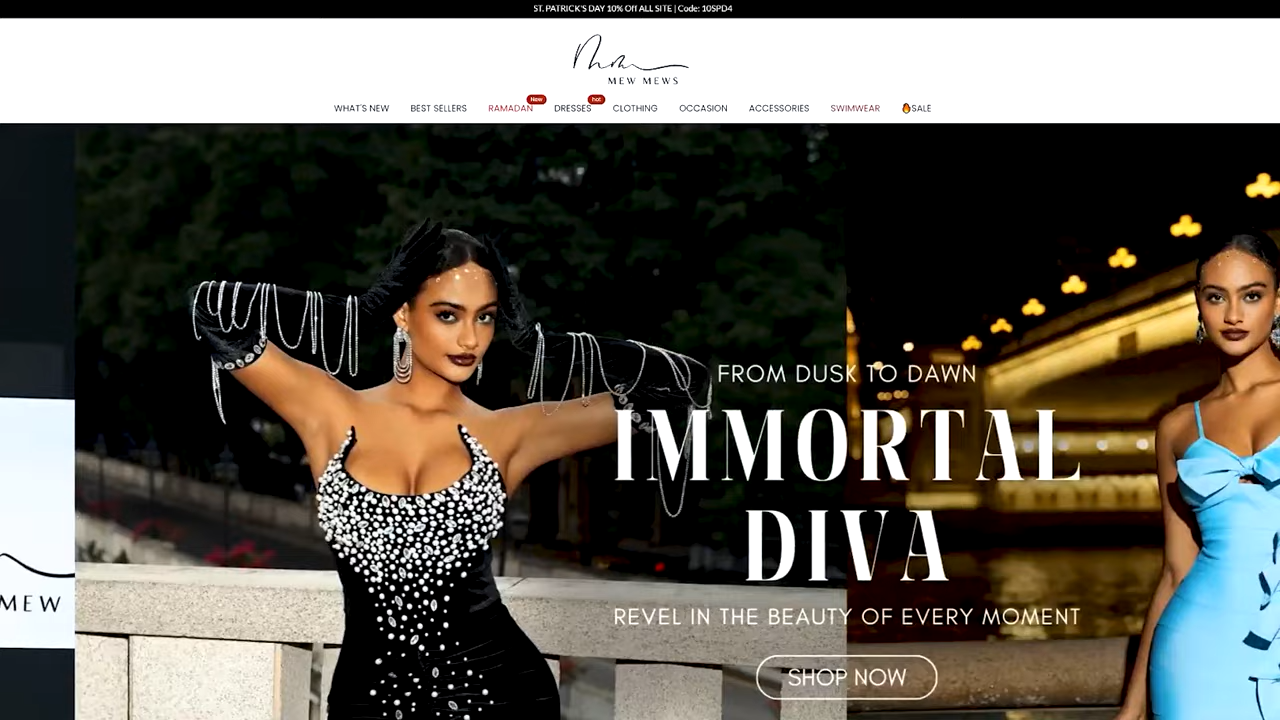 ST. PATRICK'S DAY 10% Off ALL SITE | Code: 10SPD4
MEW MEWS
WHAT'S NEW
BEST SELLERS
RAMADAN
New
DRESSES
hot
CLOTHING
OCCASION
ACCESSORIES
SWIMWEAR
SALE
FROM DUSK TO DAWN
IMMORTAL
DIVA
REVEL IN THE BEAUTY OF EVERY MOMENT
SHOP NOW
MEW